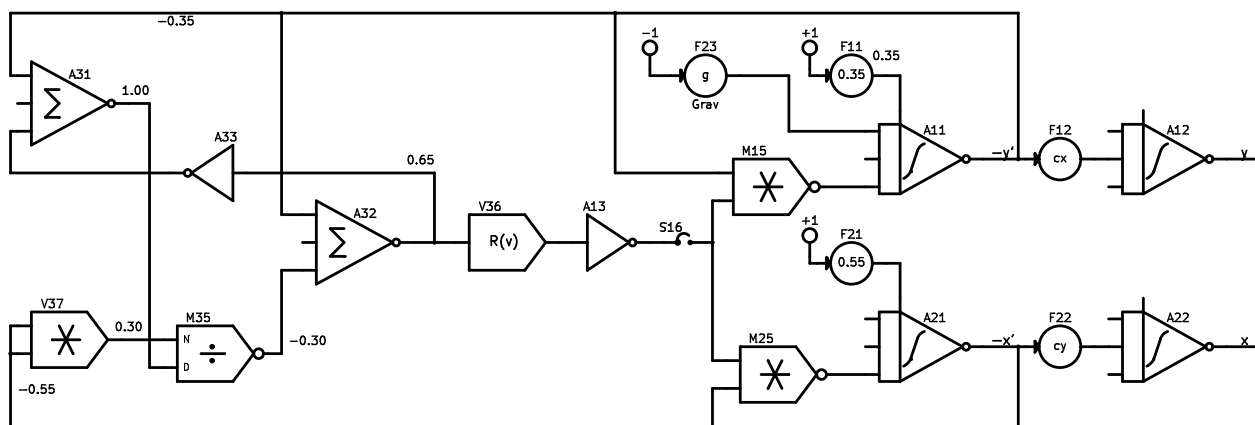 -0.35
-1
F23
+1
F11
0.35
A31
1.00
g
0.35
Grav
A33
A11
F12
A12
0.65
M15
-y'
cx
y
A32
V36
A13
S16
+1
F21
R(v)
0.55
V37
0.30
M35
N
D
-0.30
M25
A21
-x'
F22
cy
A22
x
-0.55